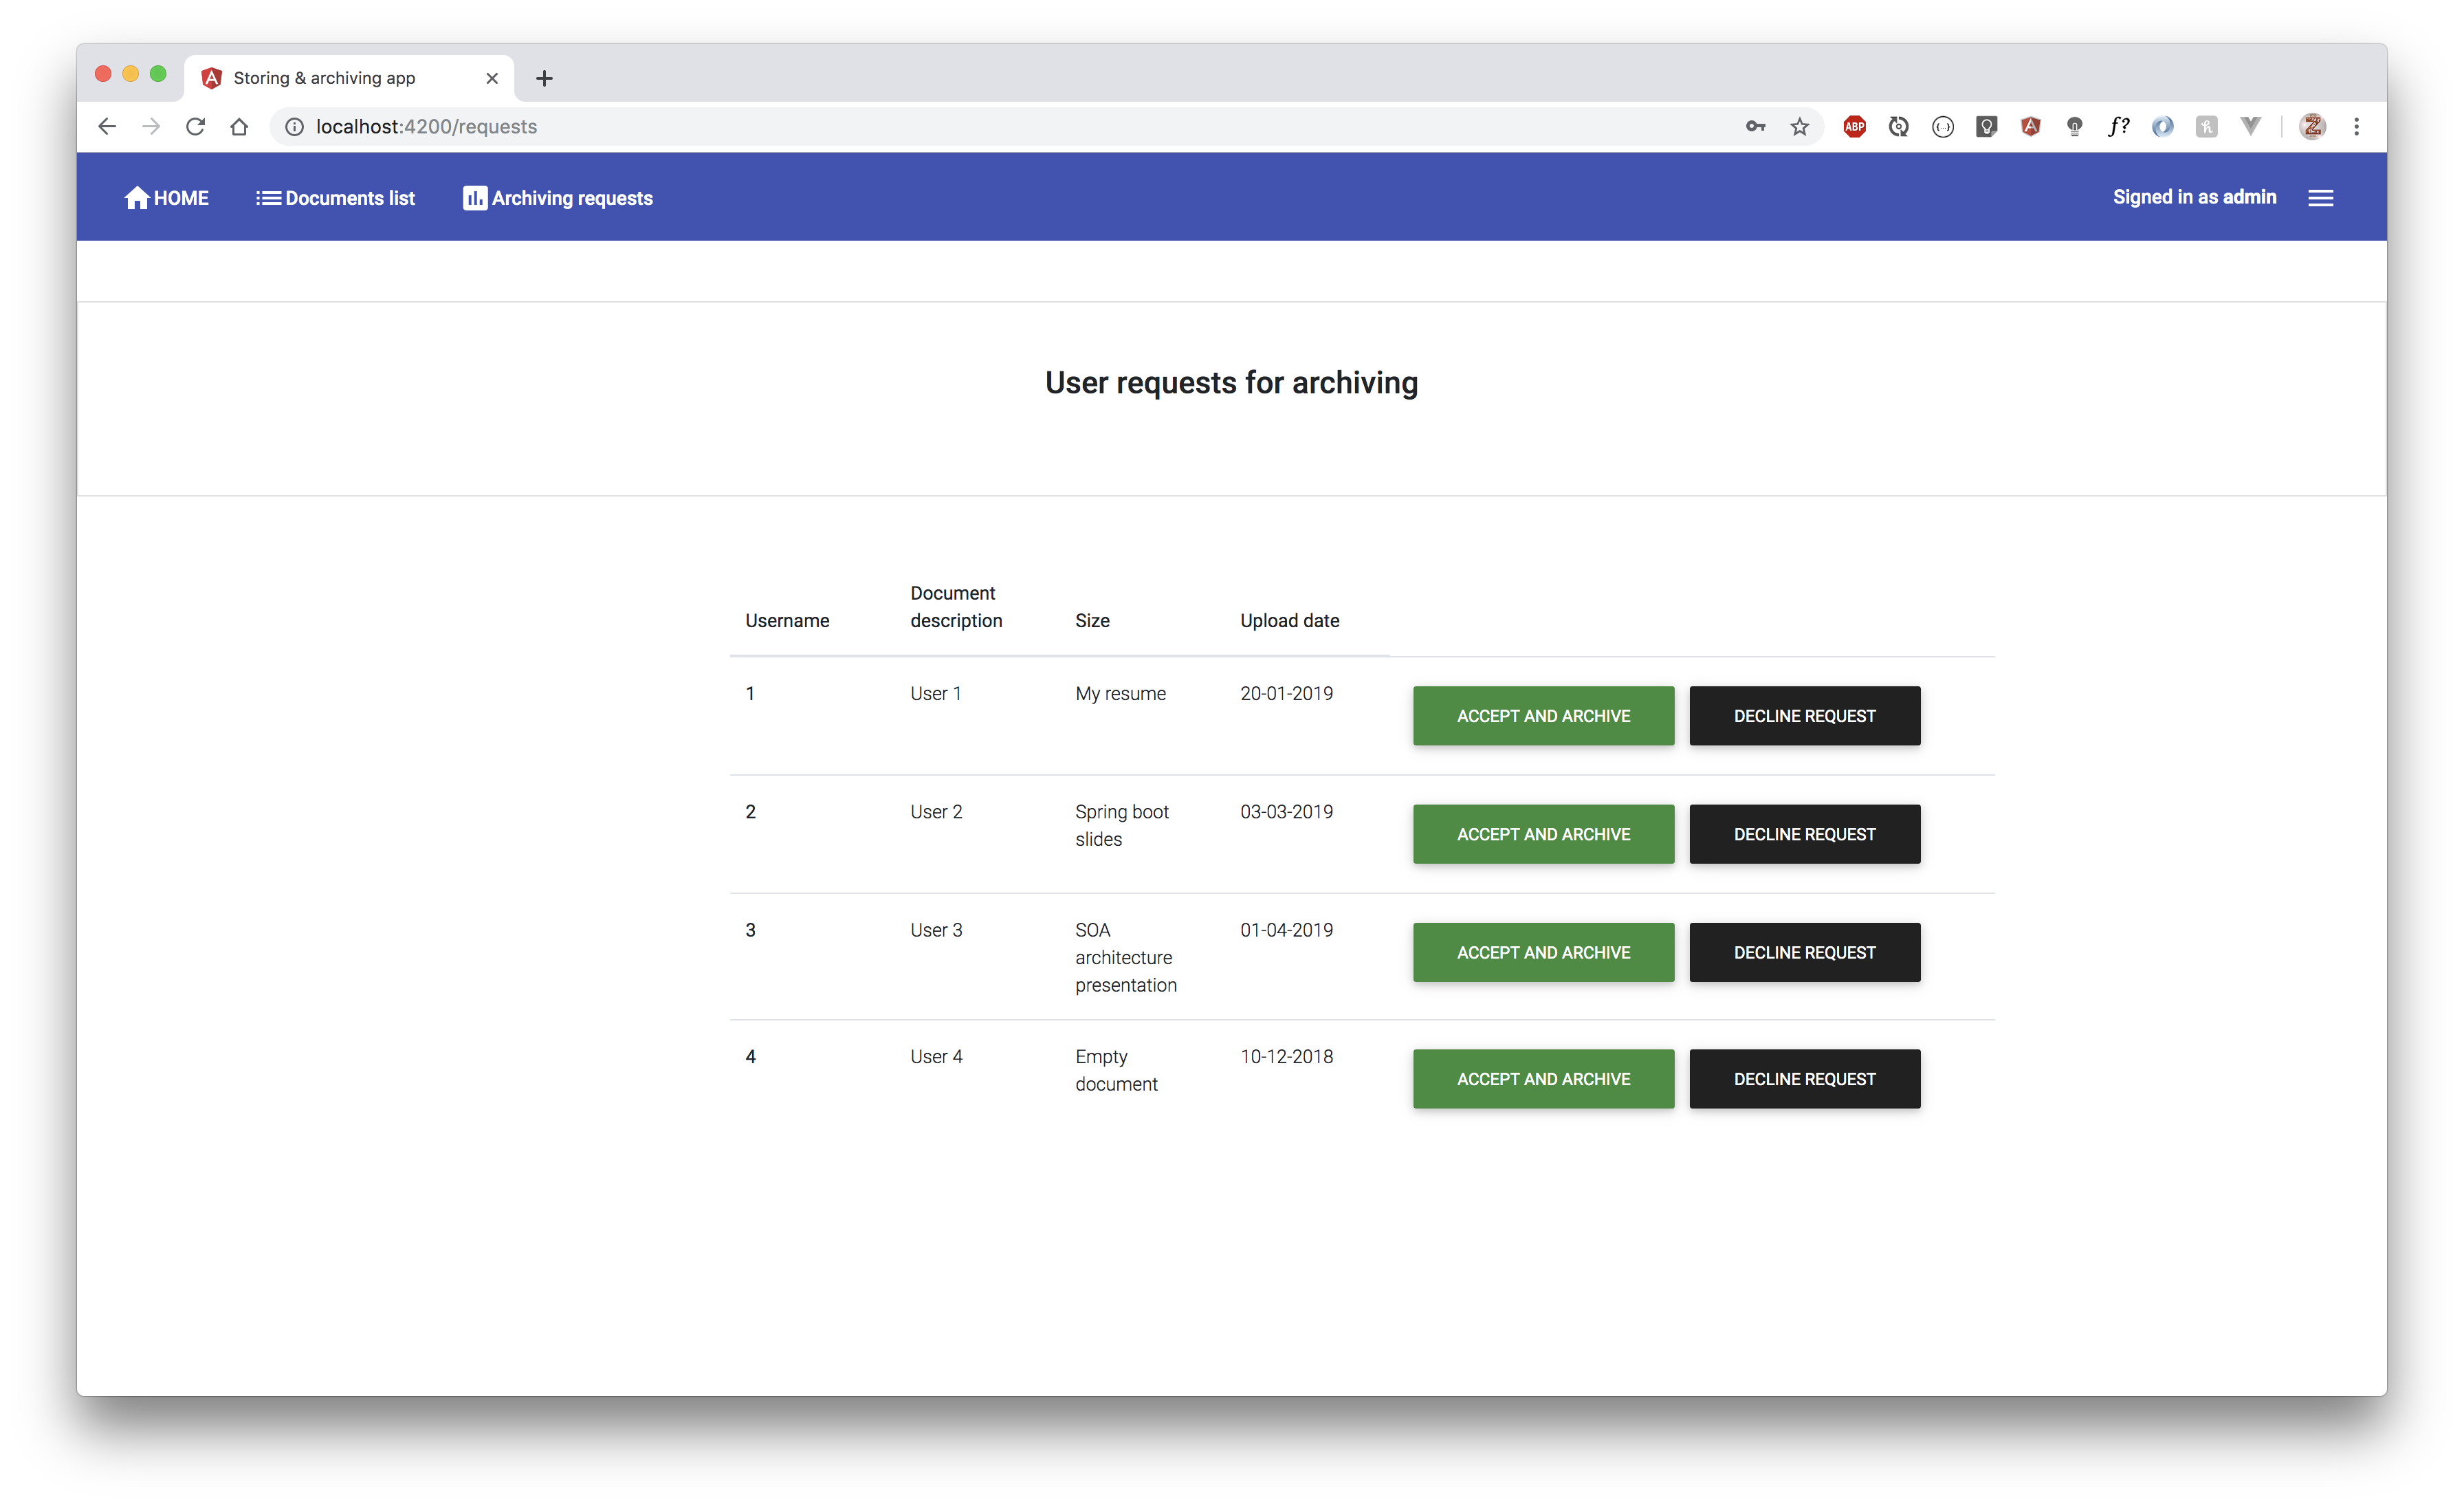 Storing & archiving app
localhost:4200/requests
ABP
f?
HOME Documents list Archiving requests Signed in as admin
User requests for archiving
Username Document description Size Upload date
1 User 1 My resume 20-01-2019 ACCEPT AND ARCHIVE DECLINE REQUEST
2 User 2 Spring boot slides 03-03-2019 ACCEPT AND ARCHIVE DECLINE REQUEST
3 User 3 SOA architecture presentation 01-04-2019 ACCEPT AND ARCHIVE DECLINE REQUEST
4 User 4 Empty document 10-12-2018 ACCEPT AND ARCHIVE DECLINE REQUEST